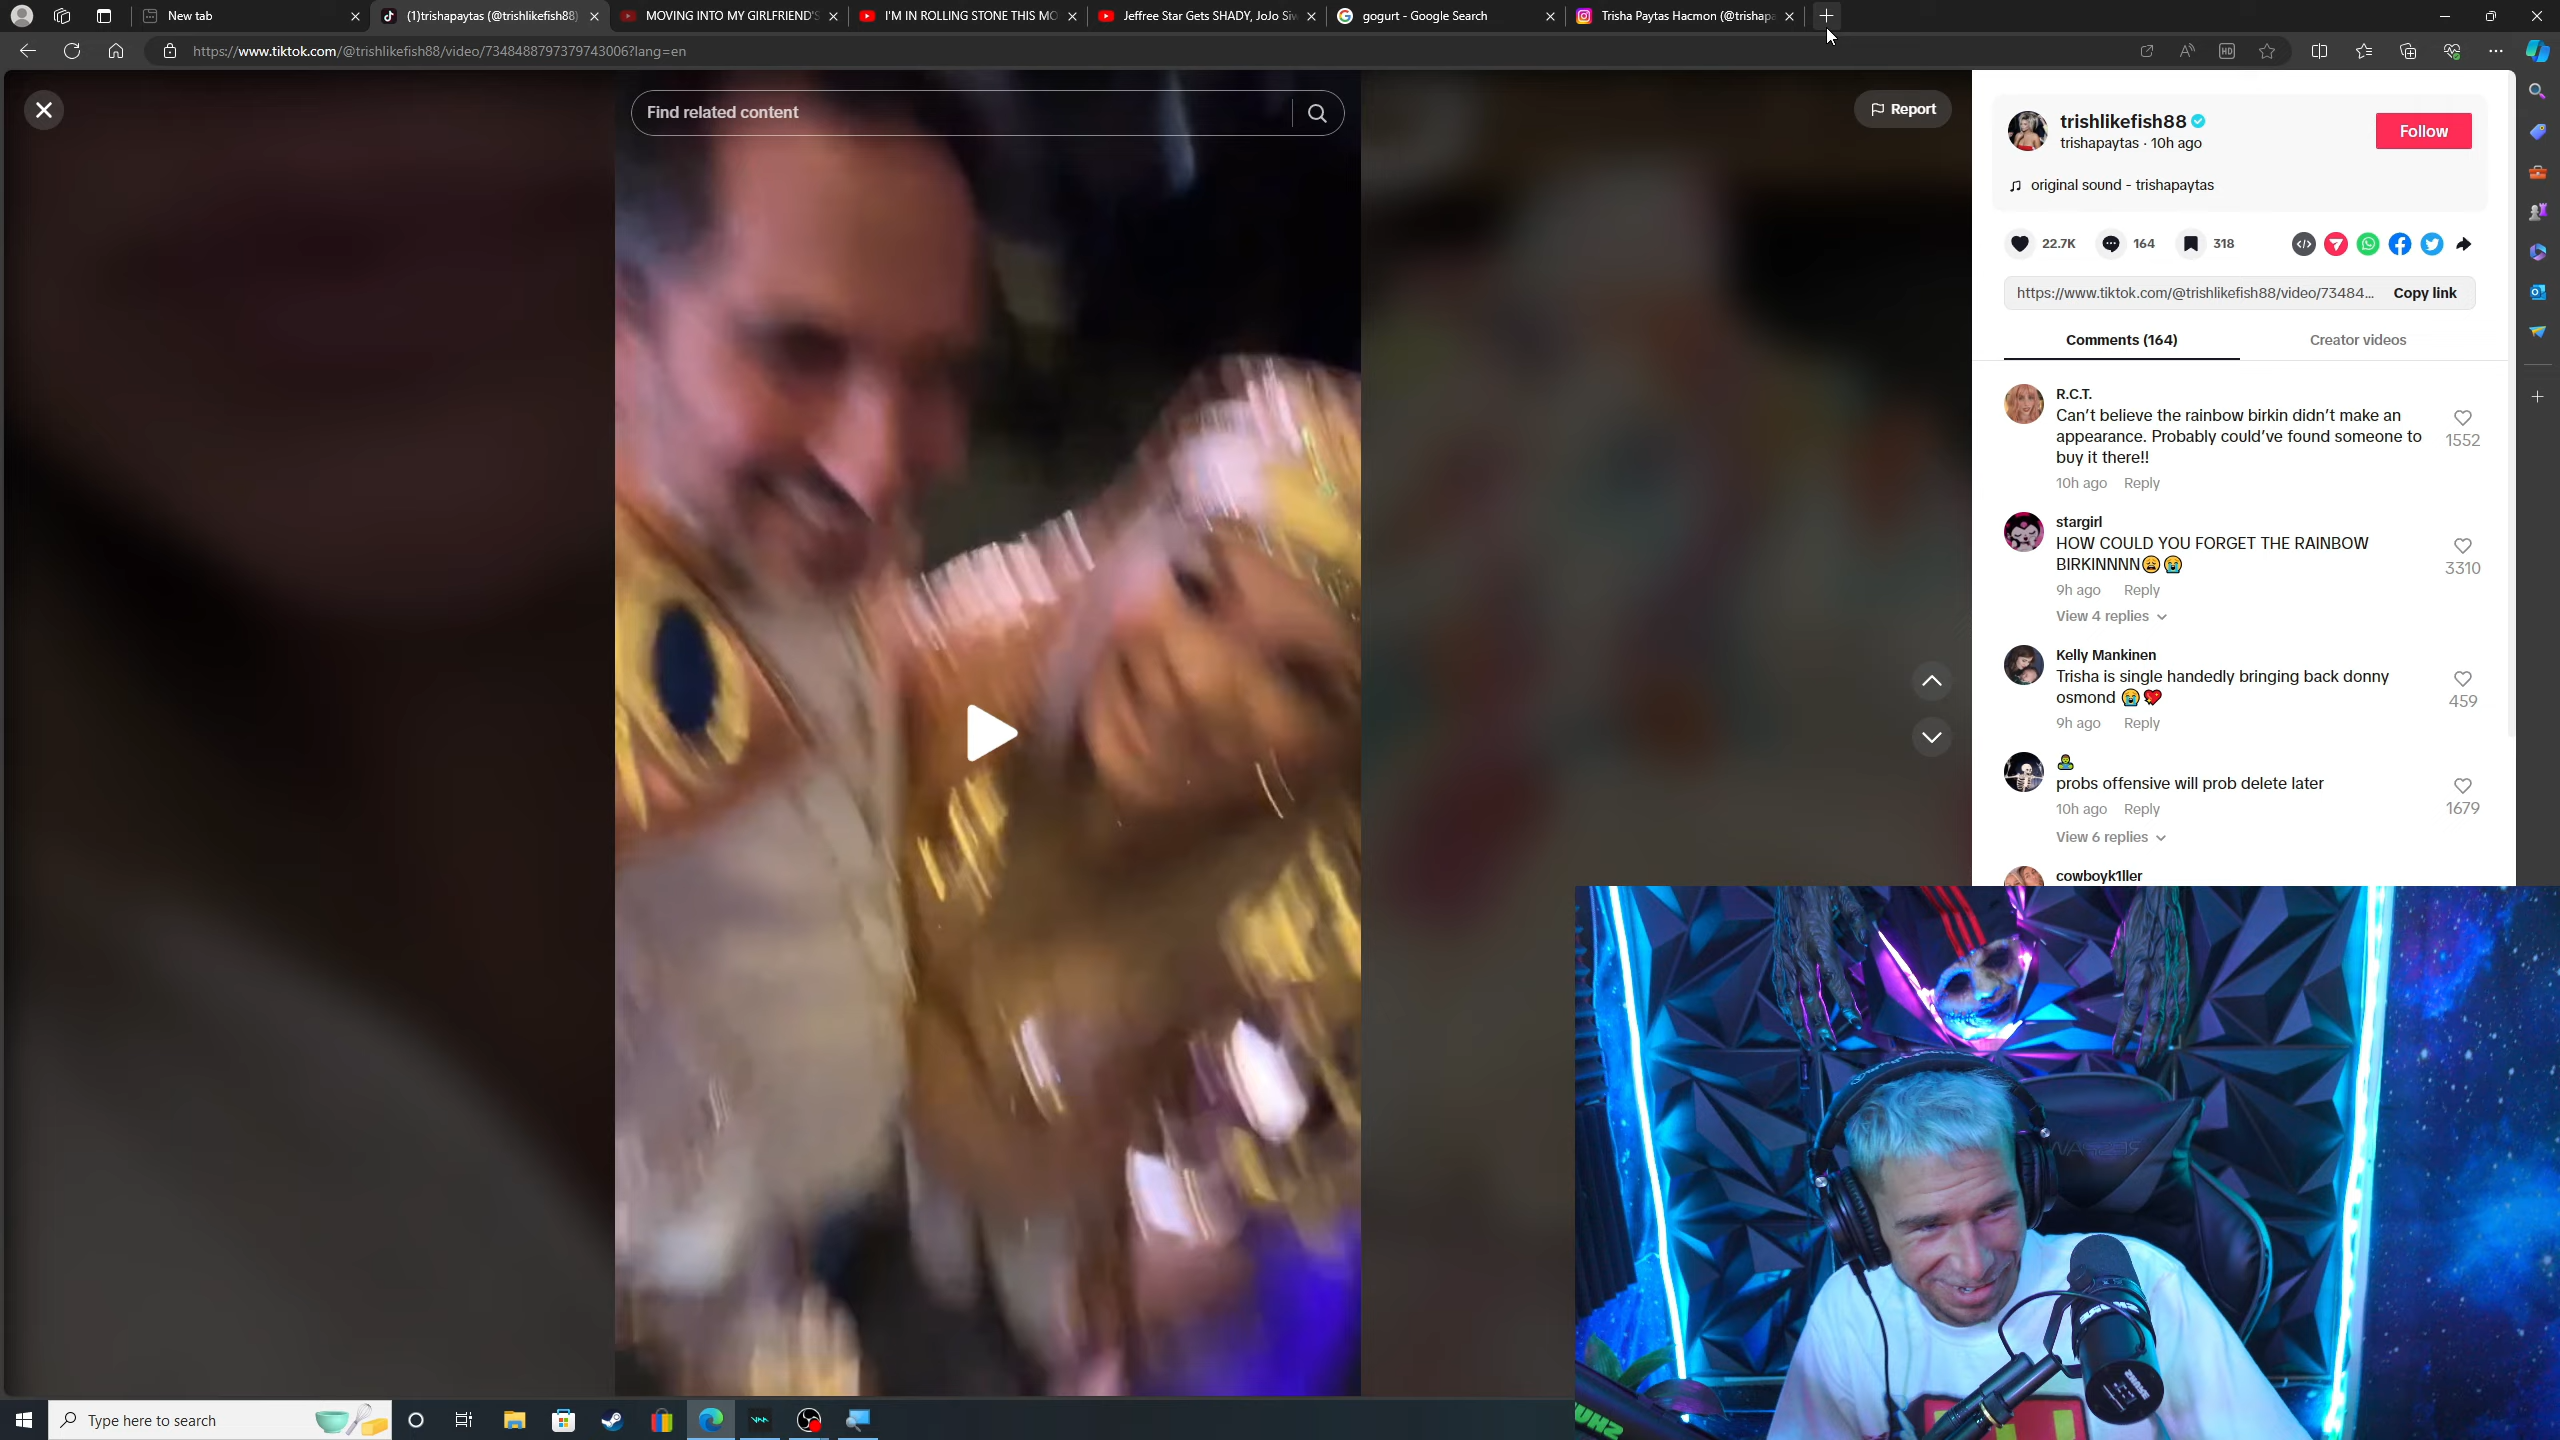 New tab
(1)trishapaytas (@trishlikefish88)
MOVING INTO MY GIRLFRIEND'S
I'M IN ROLLING STONE THIS MO
Jeffree Star Gets SHADY, JoJo Siw
gogurt - Google Search
Trisha Paytas Hacmon (@trishapa
https://www.tiktok.com/@trishlikefish88/video/7348488797379743006?lang=en
Find related content
Report
trishlikefish88
trishapaytas · 10h ago
Follow
original sound - trishapaytas
22.7K
164
318
https://www.tiktok.com/@trishlikefish88/video/73484...
Copy link
Comments (164)
Creator videos
R.C.T.
Can't believe the rainbow birkin didn't make an
appearance. Probably could've found someone to
buy it there!!
1552
10h ago Reply
stargirl
HOW COULD YOU FORGET THE RAINBOW
BIRKINNNN😩😭
3310
9h ago Reply
View 4 replies
Kelly Mankinen
Trisha is single handedly bringing back donny
osmond 😭💖
459
9h ago Reply
probs offensive will prob delete later
1679
10h ago Reply
View 6 replies
cowboyk1ller
Type here to search